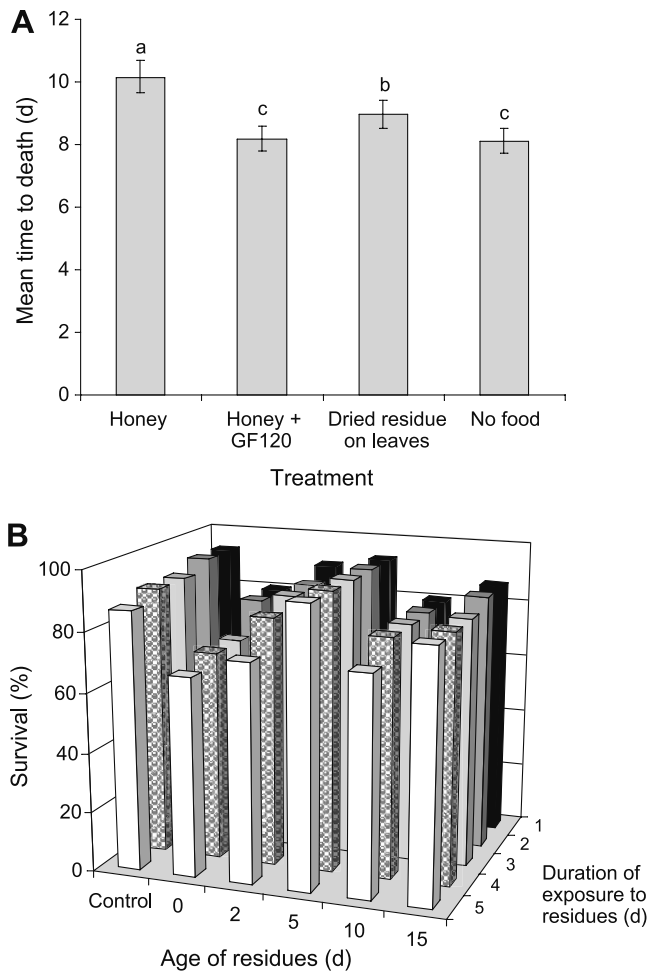 A
12
10
8
6
4
2
0
Mean time to death (d)
a
c
b
c
Honey
Honey +
GF120
Dried residue
on leaves
No food
Treatment
B
100
80
60
40
20
0
Survival (%)
Control
0
2
5
10
15
Age of residues (d)
1
2
3
4
5
Duration of
exposure to
residues (d)